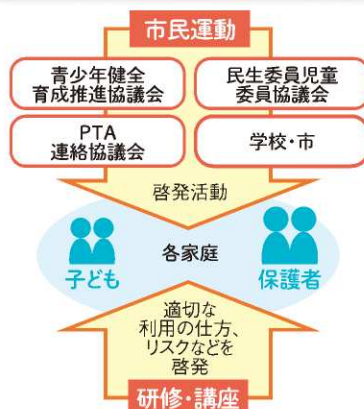 市民運動
青少年健全
育成推進協議会
民生委員児童
委員協議会
PTA
連絡協議会
学校・市
啓発活動
各家庭
子ども
保護者
適切な
利用の仕方、
リスクなどを
啓発
研修・講座